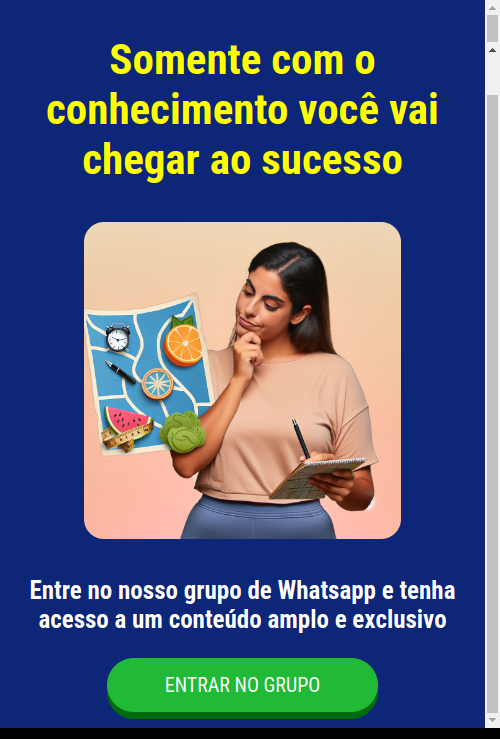 Somente com o
conhecimento você vai
chegar ao sucesso
Entre no nosso grupo de Whatsapp e tenha
acesso a um conteúdo amplo e exclusivo
ENTRAR NO GRUPO